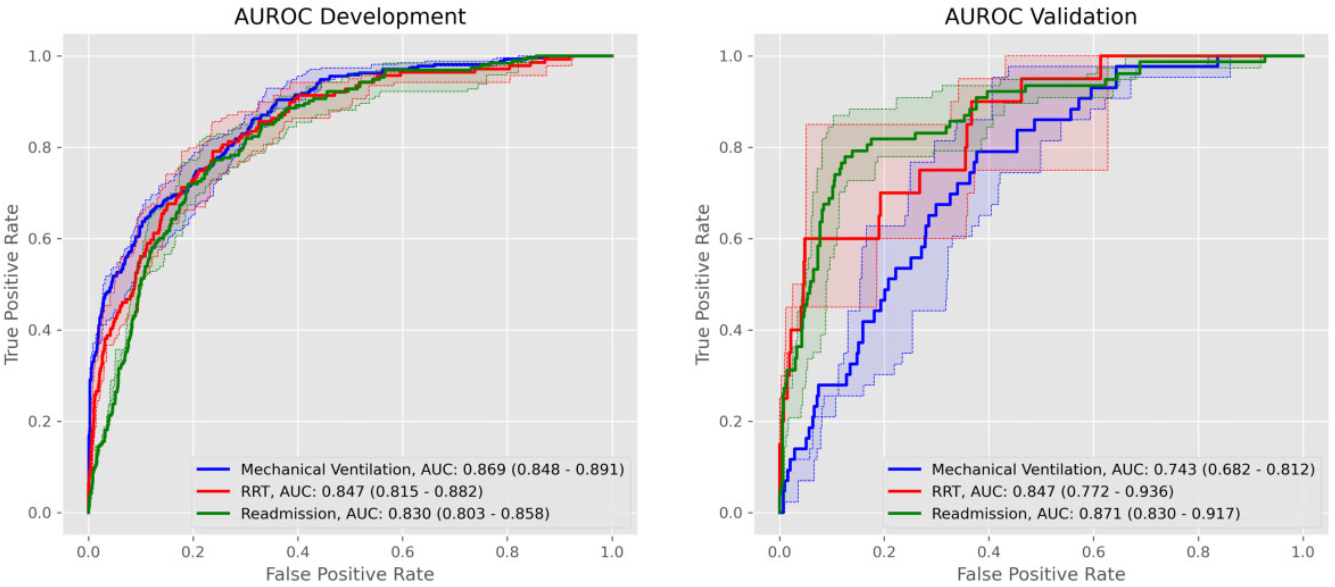 AUROC Development
True Positive Rate
1.0
0.8
0.6
0.4
0.2
0.0
Mechanical Ventilation, AUC: 0.869 (0.848 - 0.891)
RRT, AUC: 0.847 (0.815 - 0.882)
Readmission, AUC: 0.830 (0.803 - 0.858)
0.0 0.2 0.4 0.6 0.8 1.0
False Positive Rate
AUROC Validation
True Positive Rate
1.0
0.8
0.6
0.4
0.2
0.0
Mechanical Ventilation, AUC: 0.743 (0.682 - 0.812)
RRT, AUC: 0.847 (0.772 - 0.936)
Readmission, AUC: 0.871 (0.830 - 0.917)
0.0 0.2 0.4 0.6 0.8 1.0
False Positive Rate